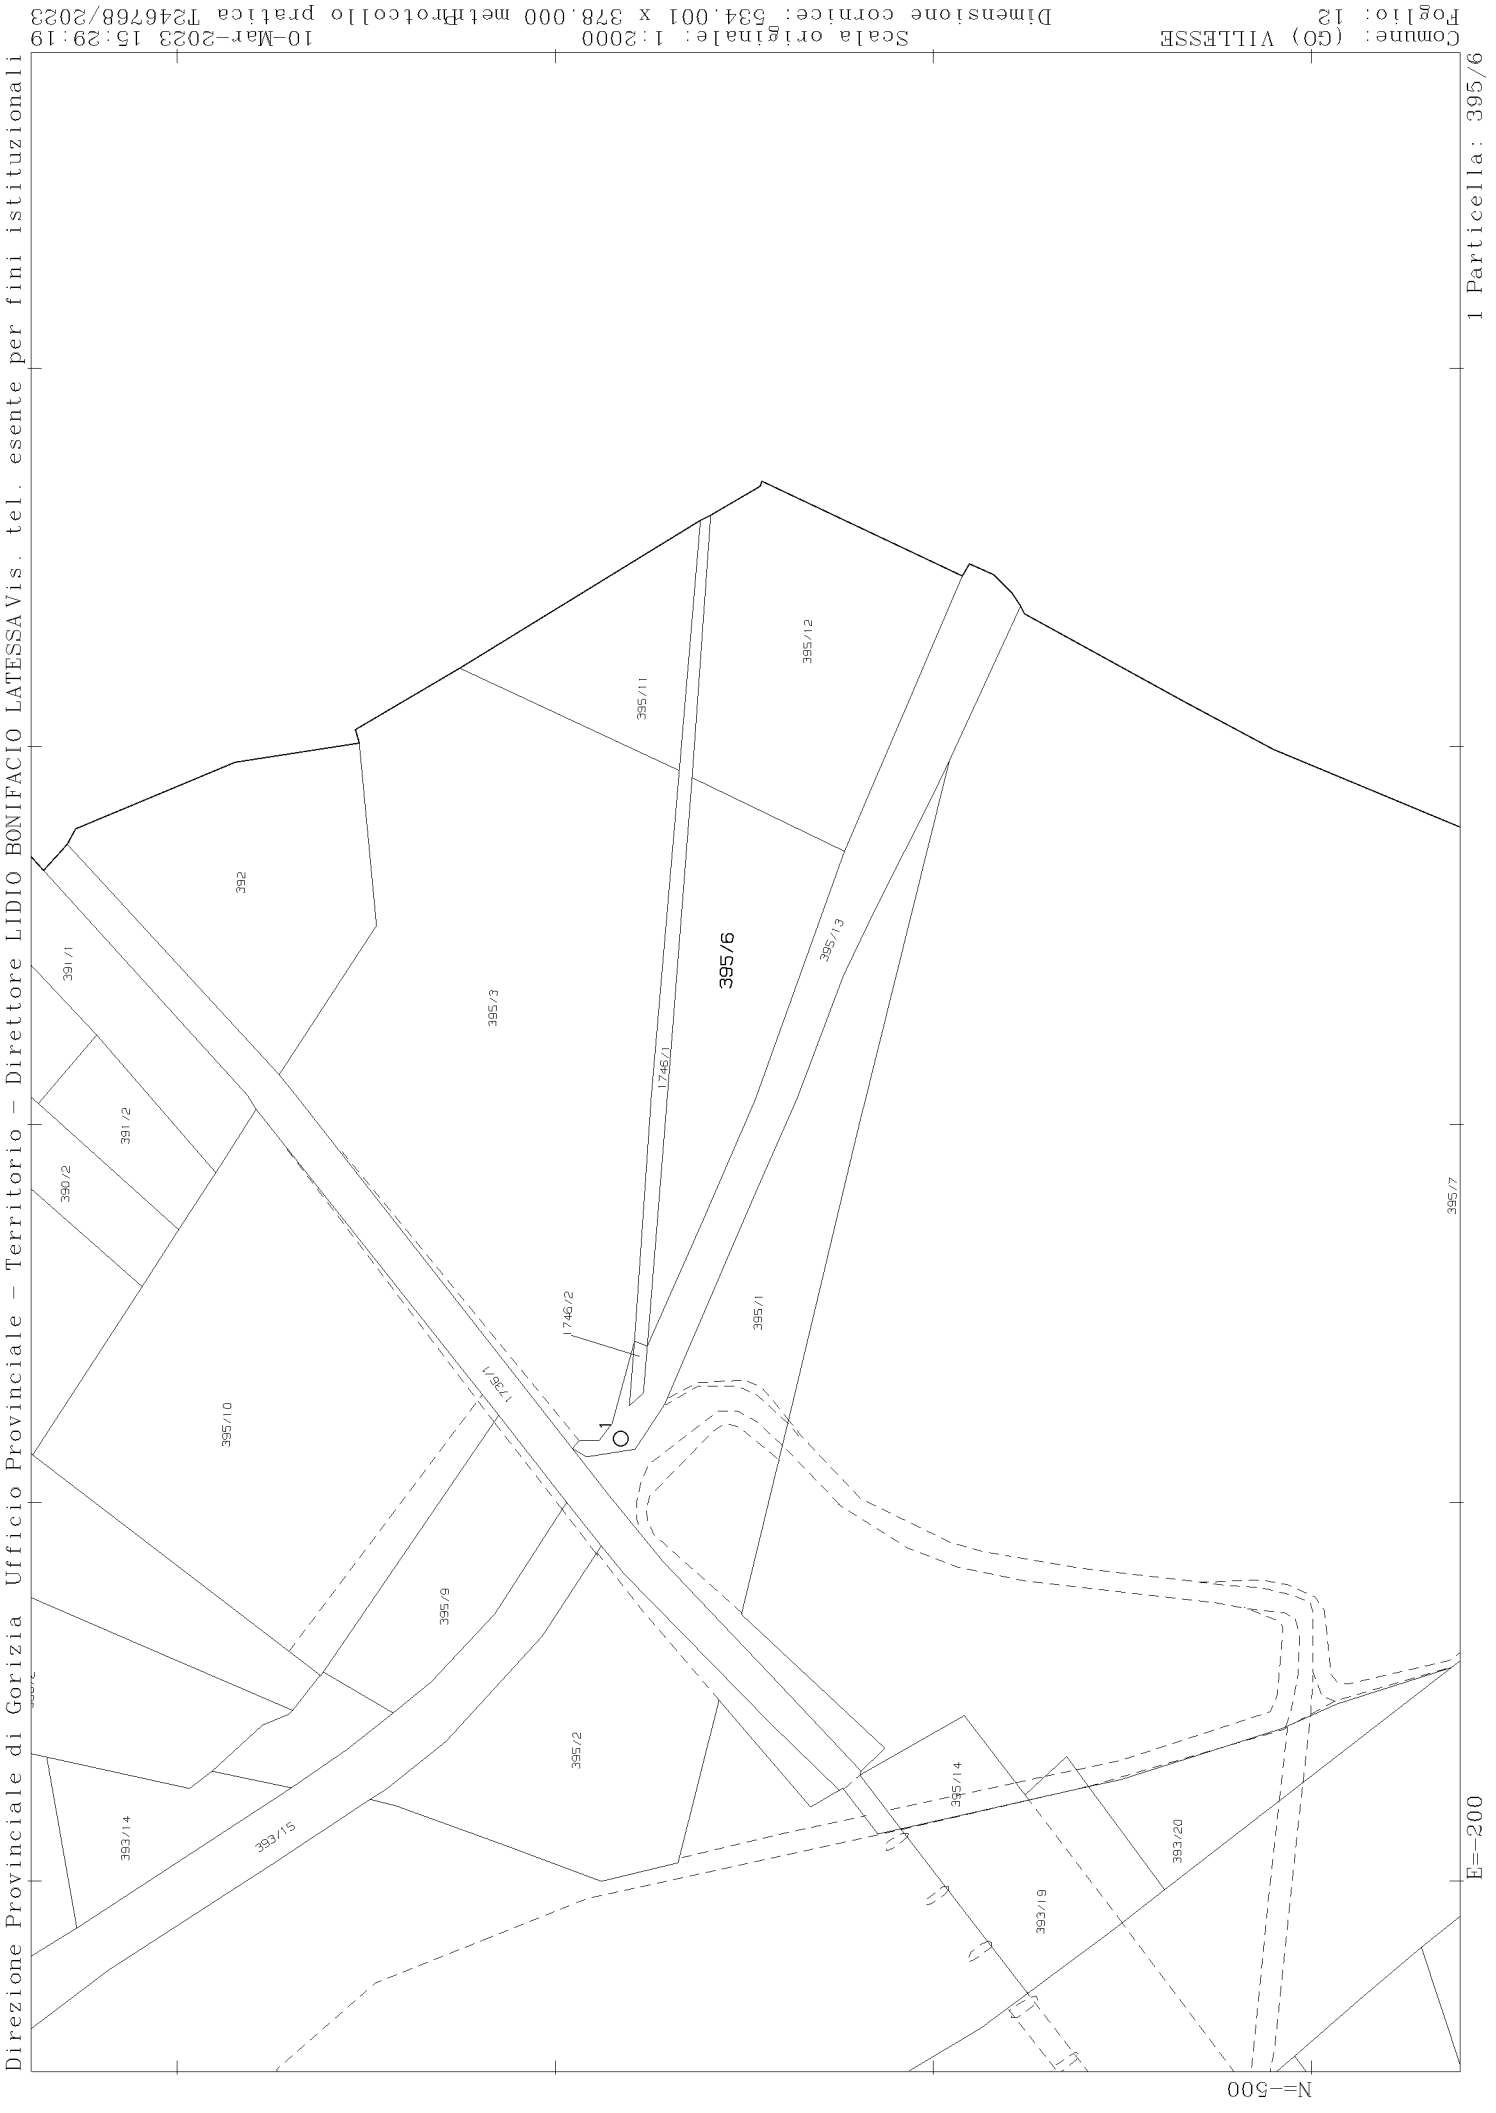 Direzione Provinciale di Gorizia Ufficio Provinciale - Territorio - Direttore LIDIO BONIFACIO LATESSA Vis. tel. esente per fini istituzionali
Comune: (GO) VILLESSE
Foglio: 12
Scala originale: 1:2000
Dimensione cornice: 534.001 x 378.000 metri
10-Mar-2023 15:29:19
Protocollo pratica T246768/2023
1 Particella: 395/6
E=-200
N=-500
395/12
395/11
392
391/1
395/6
395/13
395/3
1746/1
391/2
390/2
395/7
1746/2
395/1
1736/1
1
395/10
395/9
395/2
395/14
393/14
393/15
393/20
393/19